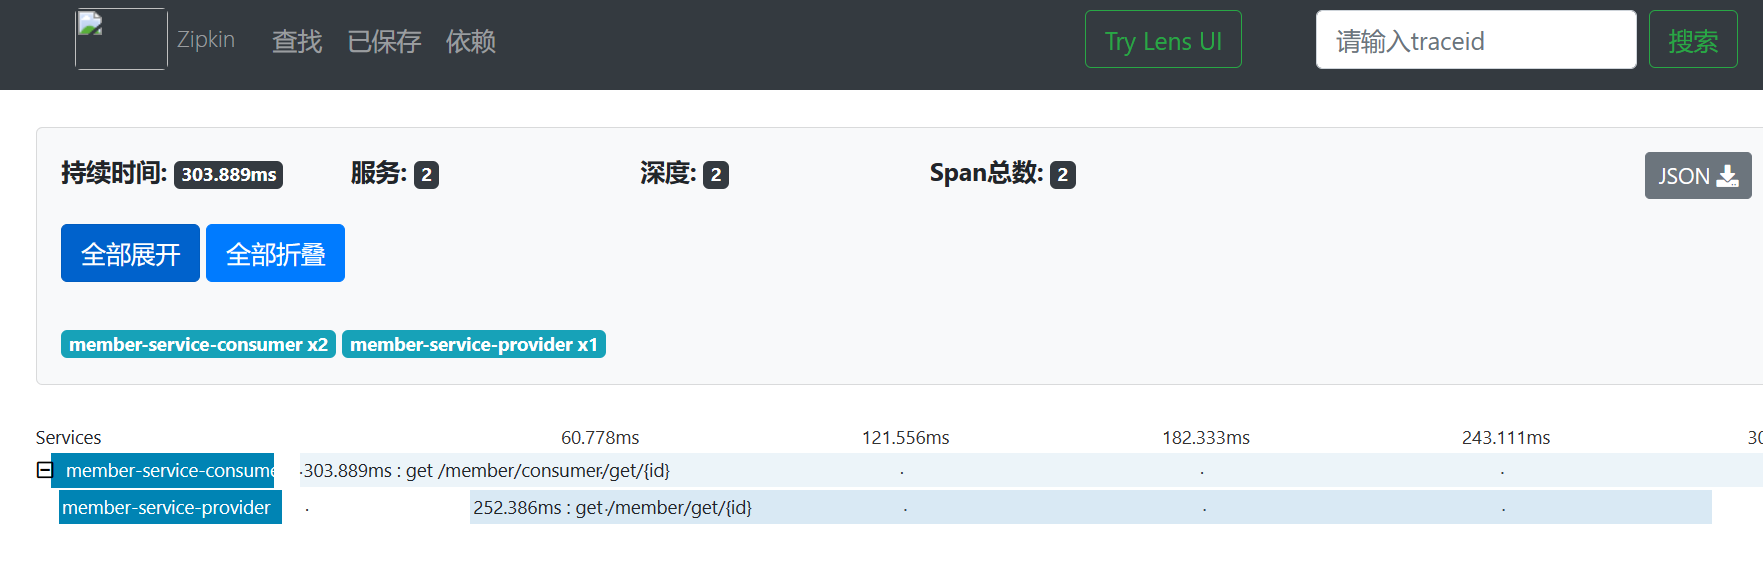 Zipkin 查找 已保存 依赖 Try Lens UI 请输入traceid 搜索
持续时间: 303.889ms 服务: 2 深度: 2 Span总数: 2 JSON
全部展开 全部折叠
member-service-consumer x2 member-service-provider x1
Services 60.778ms 121.556ms 182.333ms 243.111ms 30
member-service-consume 303.889ms : get /member/consumer/get/{id}
member-service-provider 252.386ms : get /member/get/{id}